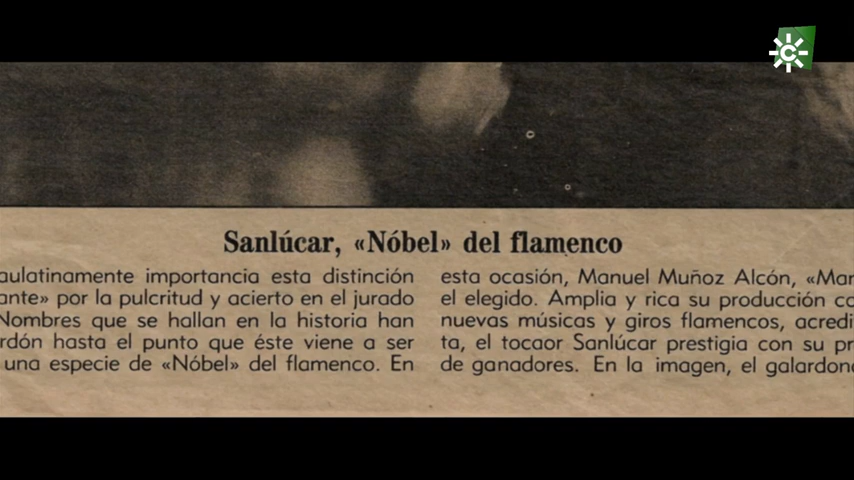 Sanlúcar, «Nóbel» del flamenco
aulatinamente importancia esta distinción
ante» por la pulcritud y acierto en el jurado
Nombres que se hallan en la historia han
rdón hasta el punto que éste viene a ser
una especie de «Nóbel» del flamenco. En
esta ocasión, Manuel Muñoz Alcón, «Man
el elegido. Amplia y rica su producción co
nuevas músicas y giros flamencos, acredi
ta, el tocaor Sanlúcar prestigia con su pr
de ganadores. En la imagen, el galardona